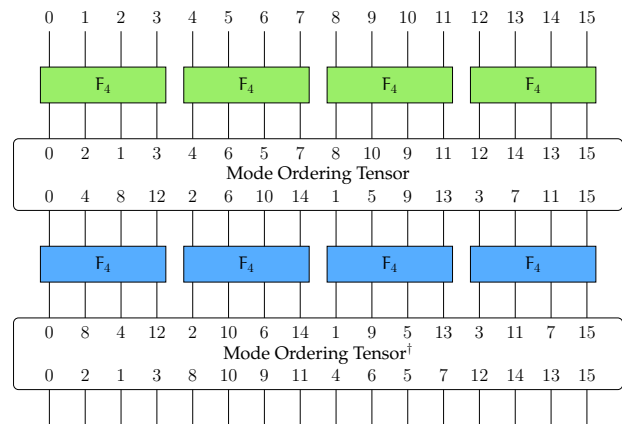 0 1 2 3 4 5 6 7 8 9 10 11 12 13 14 15
F₄ F₄ F₄ F₄
0 2 1 3 4 6 5 7 8 10 9 11 12 14 13 15
Mode Ordering Tensor
0 4 8 12 2 6 10 14 1 5 9 13 3 7 11 15
F₄ F₄ F₄ F₄
0 8 4 12 2 10 6 14 1 9 5 13 3 11 7 15
Mode Ordering Tensor†
0 2 1 3 8 10 9 11 4 6 5 7 12 14 13 15